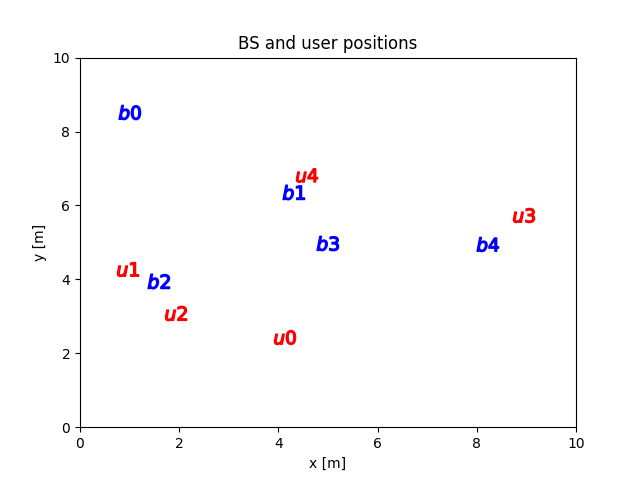 BS and user positions
10
8
6
4
2
0
y [m]
b0
u4
b1
u3
b3
b4
u1
b2
u2
u0
0 2 4 6 8 10
x [m]